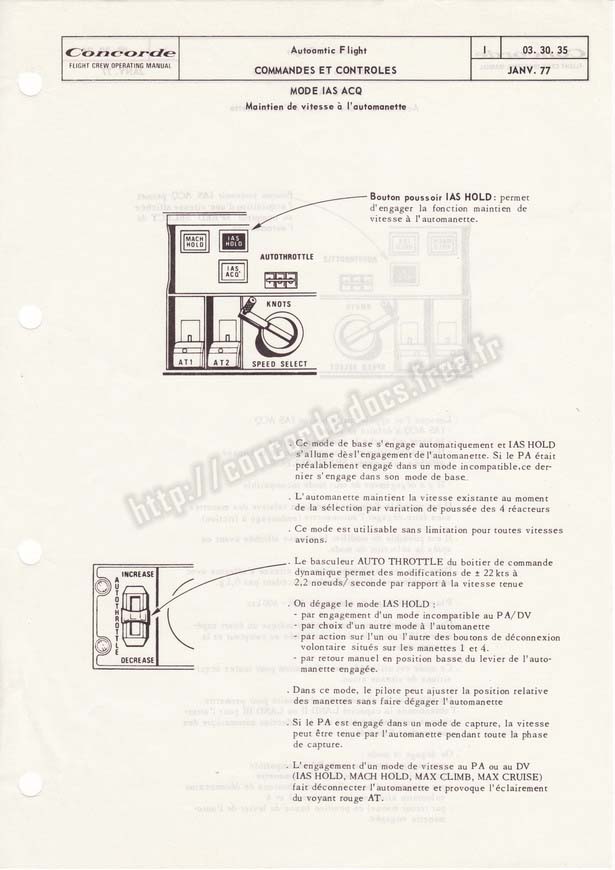 Concorde
FLIGHT CREW OPERATING MANUAL
Autoamtic Flight
COMMANDES ET CONTROLES
I
03. 30. 35
JANV. 77
MODE IAS ACQ
Maintien de vitesse à l'automanette
Bouton poussoir IAS HOLD : permet
d'engager la fonction maintien de
vitesse à l'automanette.
MACH
HOLD
IAS
HOLD
IAS.
ACQ
AUTOTHROTTLE
KNOTS
AT1
AT2
SPEED SELECT
http://concorde.docs.free.fr
. Ce mode de base s'engage automatiquement et IAS HOLD
s'allume dès l'engagement de l'automanette. Si le PA était
préalablement engagé dans un mode incompatible, ce der-
nier s'engage dans son mode de base.
. L'automanette maintient la vitesse existante au moment
de la sélection par variation de poussée des 4 réacteurs
. Ce mode est utilisable sans limitation pour toutes vitesses
avions.
. Le basculeur AUTO THROTTLE du boitier de commande
dynamique permet des modifications de ± 22 kts à
2,2 noeuds/ seconde par rapport à la vitesse tenue
INCREASE
AUTOTHROTTLE
DECREASE
. On dégage le mode IAS HOLD :
- par engagement d'un mode incompatible au PA/DV
- par choix d'un autre mode à l'automanette
- par action sur l'un ou l'autre des boutons de déconnexion
volontaire situés sur les manettes 1 et 4.
- par retour manuel en position basse du levier de l'auto-
manette engagée.
. Dans ce mode, le pilote peut ajuster la position relative
des manettes sans faire dégager l'automanette
. Si le PA est engagé dans un mode de capture, la vitesse
peut être tenue par l'automanette pendant toute la phase
de capture.
. L'engagement d'un mode de vitesse au PA ou au DV
(IAS HOLD, MACH HOLD, MAX CLIMB, MAX CRUISE)
fait déconnecter l'automanette et provoque l'éclairement
du voyant rouge AT.